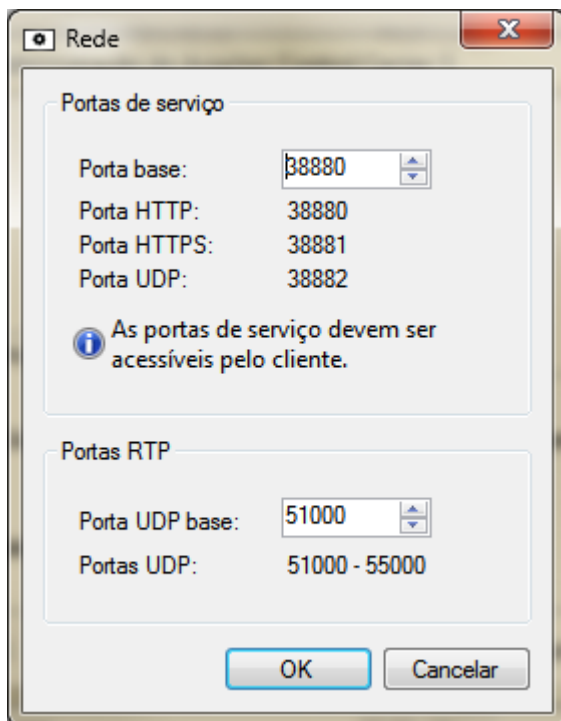 Rede
Portas de serviço
Porta base: 38880
Porta HTTP: 38880
Porta HTTPS: 38881
Porta UDP: 38882
As portas de serviço devem ser
acessíveis pelo cliente.
Portas RTP
Porta UDP base: 51000
Portas UDP: 51000 - 55000
OK Cancelar